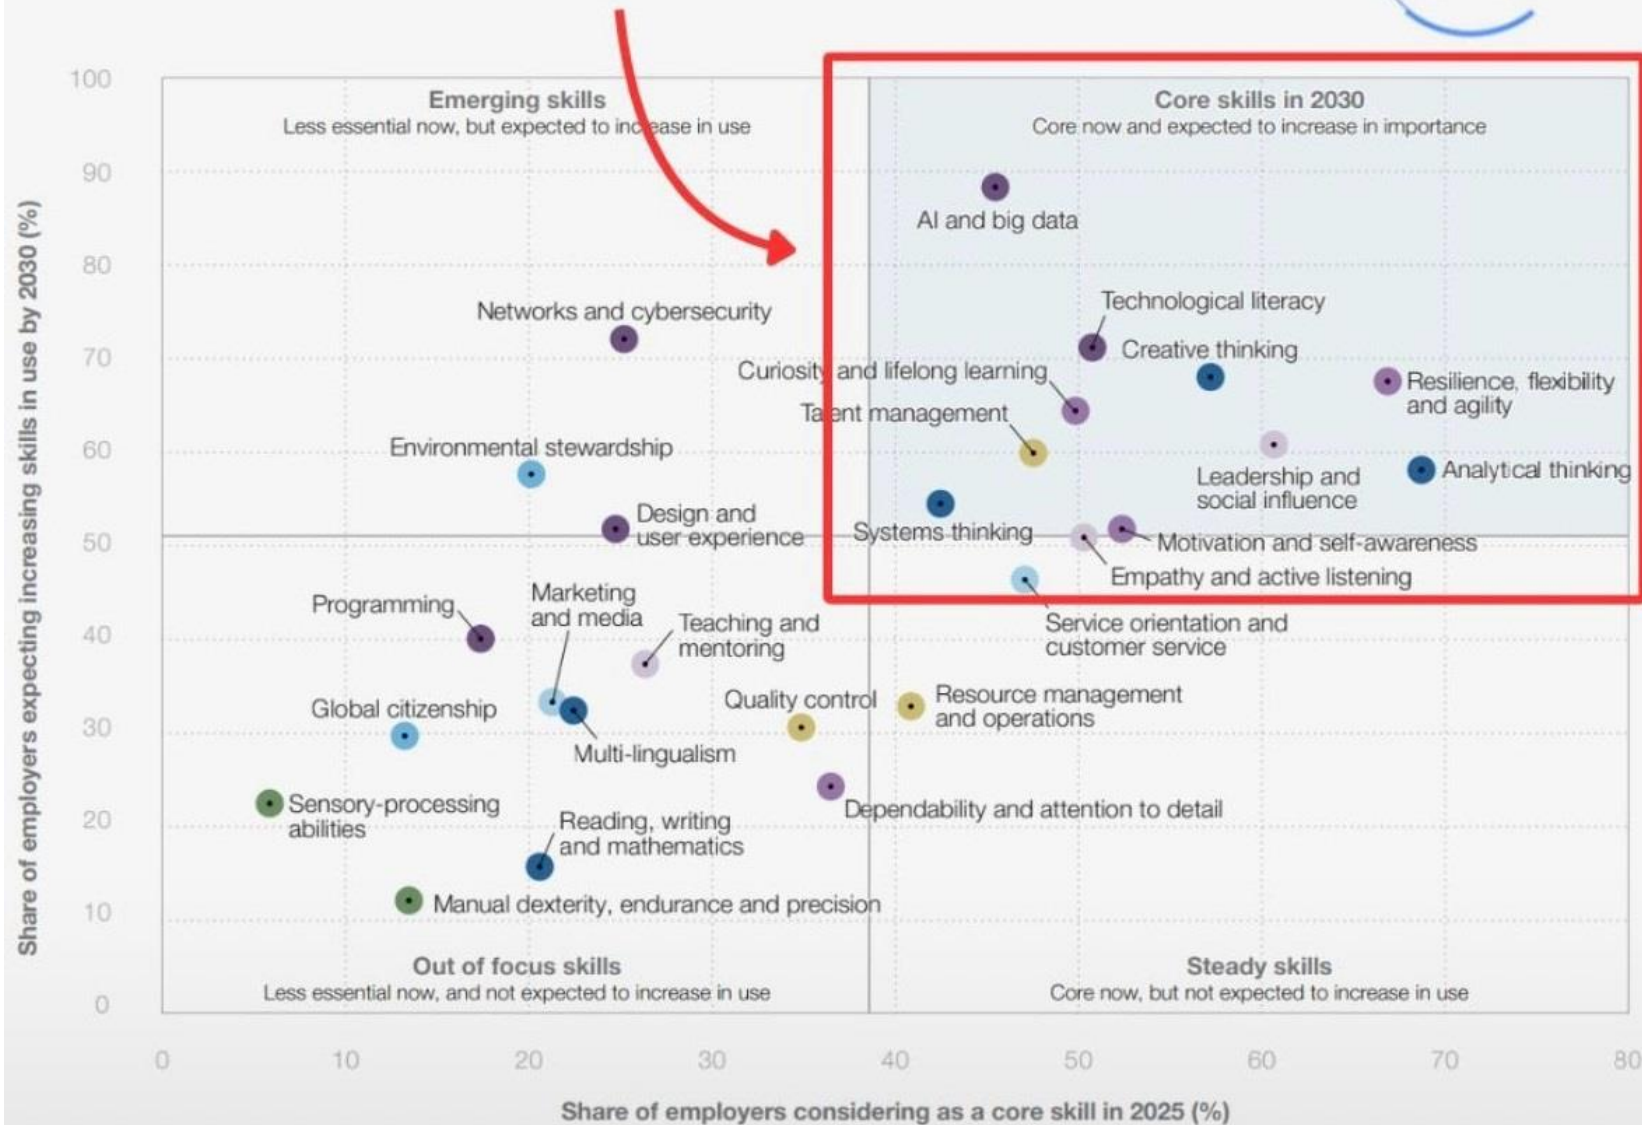 100
90
80
70
60
50
40
30
20
10
0
Share of employers expecting increasing skills in use by 2030 (%)
Emerging skills
Less essential now, but expected to increase in use
Core skills in 2030
Core now and expected to increase in importance
AI and big data
Technological literacy
Networks and cybersecurity
Creative thinking
Curiosity and lifelong learning
Resilience, flexibility
and agility
Talent management
Environmental stewardship
Leadership and
social influence
Analytical thinking
Design and
user experience
Systems thinking
Motivation and self-awareness
Empathy and active listening
Marketing
and media
Programming
Teaching and
mentoring
Service orientation and
customer service
Quality control
Resource management
and operations
Global citizenship
Multi-lingualism
Sensory-processing
abilities
Dependability and attention to detail
Reading, writing
and mathematics
Manual dexterity, endurance and precision
Out of focus skills
Less essential now, and not expected to increase in use
Steady skills
Core now, but not expected to increase in use
0 10 20 30 40 50 60 70 80
Share of employers considering as a core skill in 2025 (%)